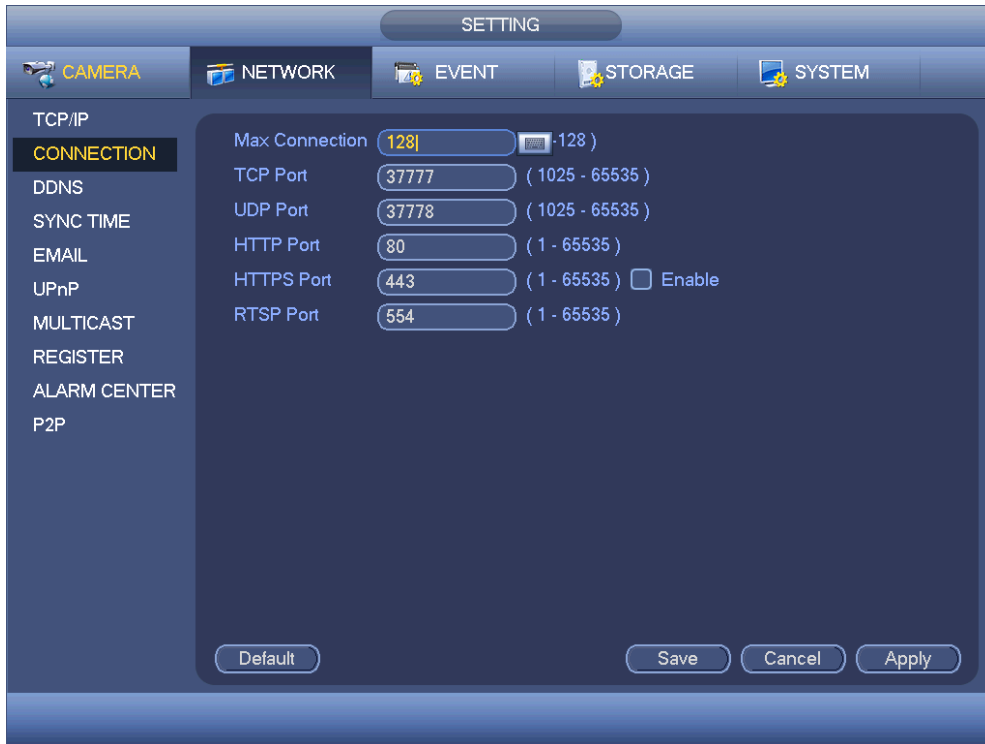 SETTING
CAMERA NETWORK EVENT STORAGE SYSTEM
TCP/IP
CONNECTION
DDNS
SYNC TIME
EMAIL
UPnP
MULTICAST
REGISTER
ALARM CENTER
P2P
Max Connection 128 -128 )
TCP Port 37777 ( 1025 - 65535 )
UDP Port 37778 ( 1025 - 65535 )
HTTP Port 80 ( 1 - 65535 )
HTTPS Port 443 ( 1 - 65535 ) Enable
RTSP Port 554 ( 1 - 65535 )
Default Save Cancel Apply